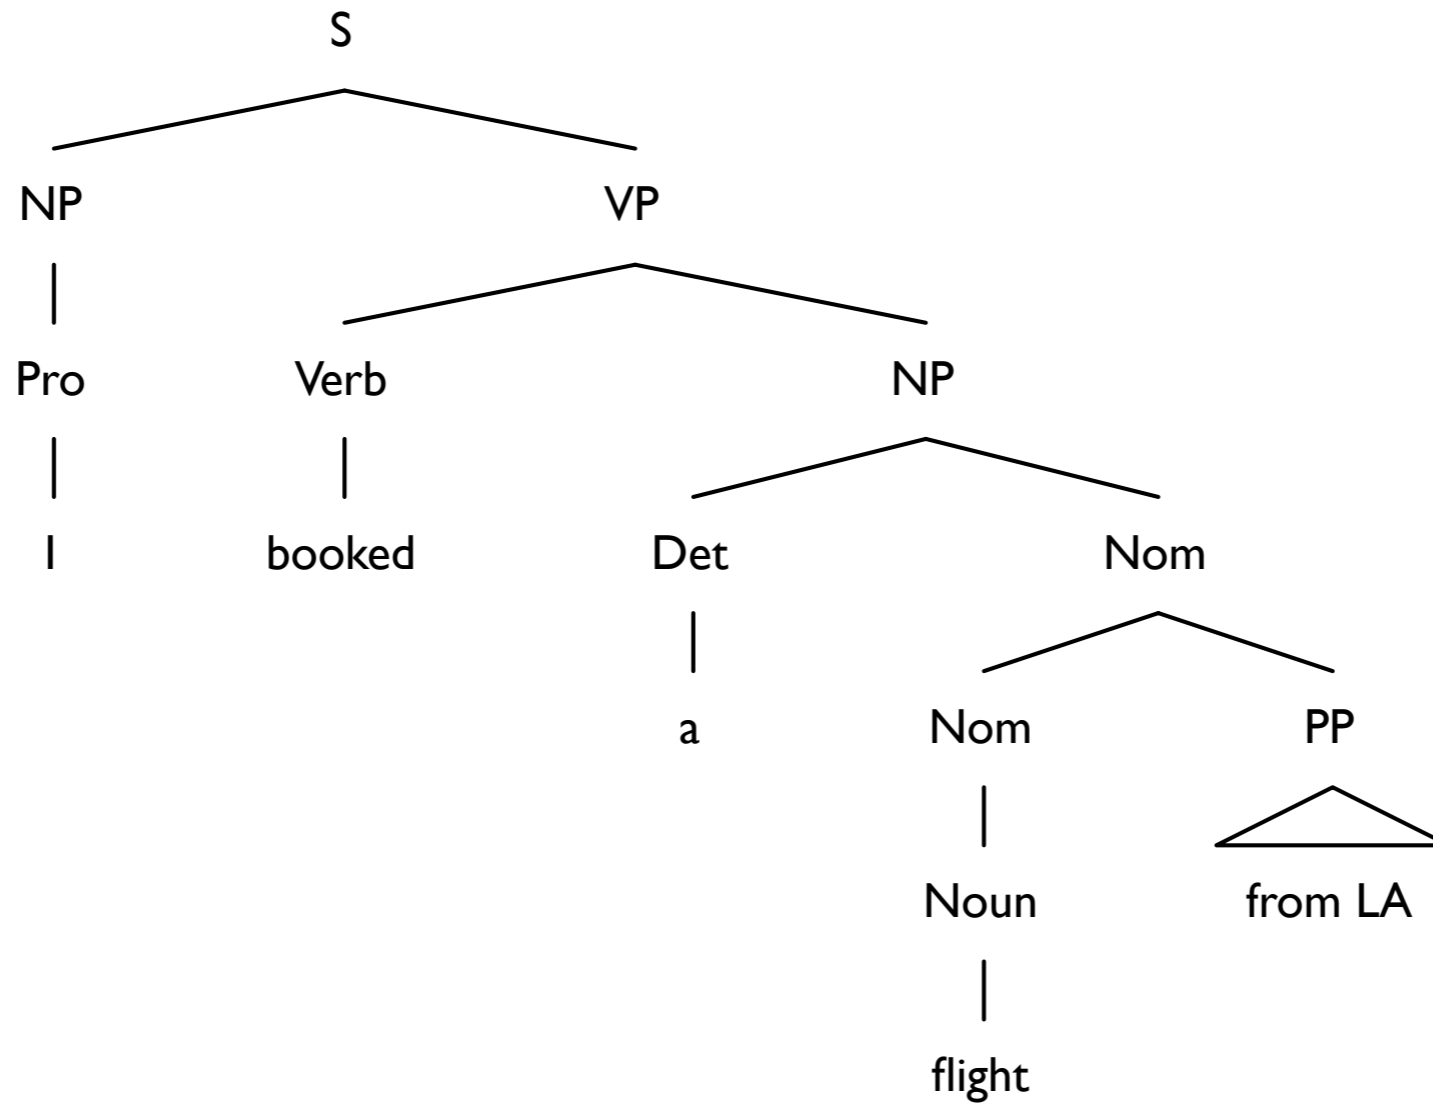 S
NP VP
Pro Verb NP
I booked Det Nom
a Nom PP
Noun from LA
flight